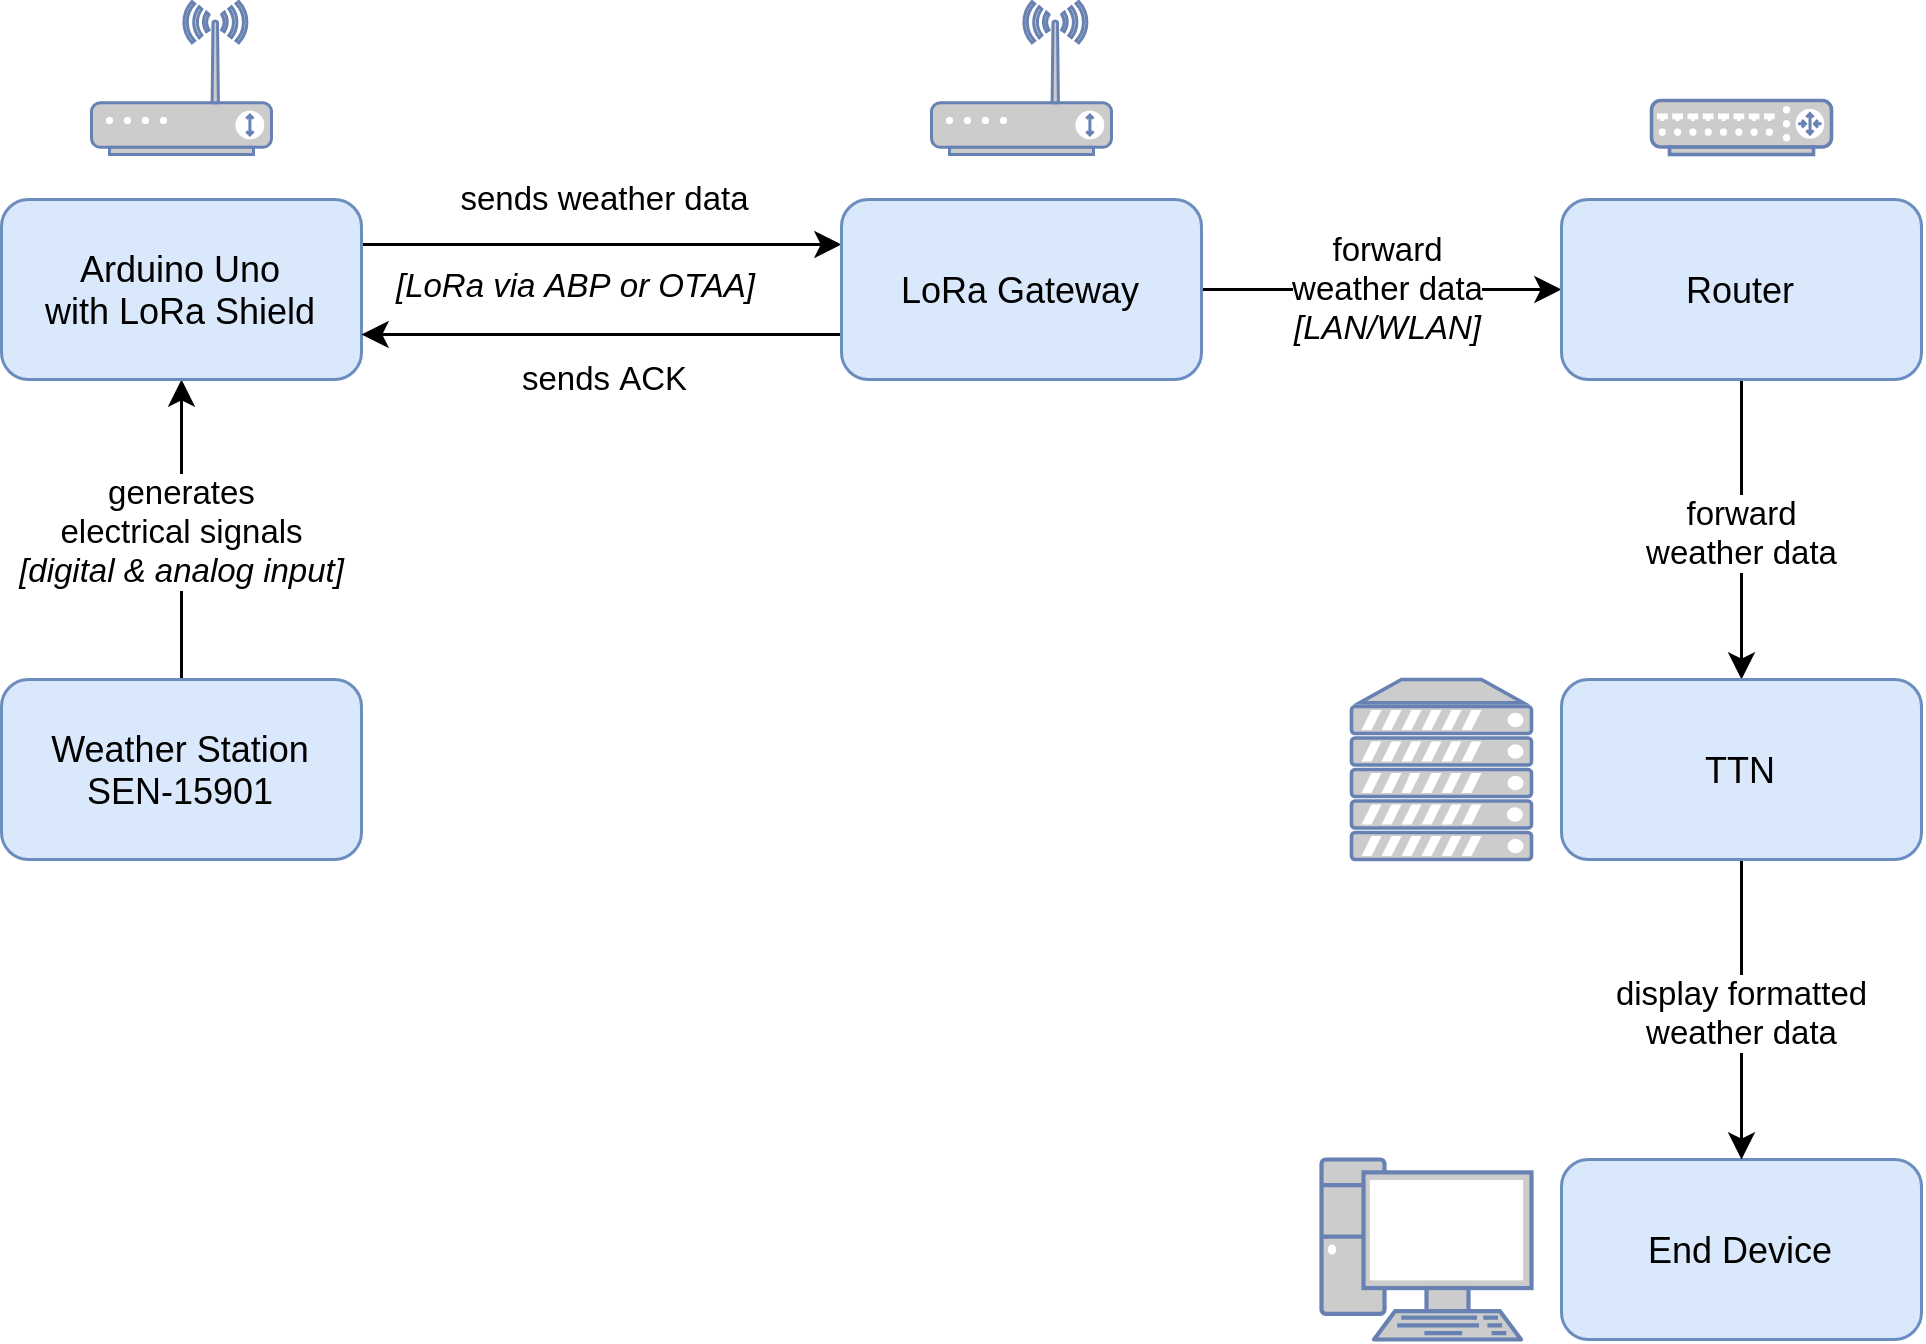 sends weather data
Arduino Uno
with LoRa Shield
[LoRa via ABP or OTAA]
sends ACK
LoRa Gateway
forward
weather data
[LAN/WLAN]
Router
generates
electrical signals
[digital & analog input]
forward
weather data
Weather Station
SEN-15901
TTN
display formatted
weather data
End Device